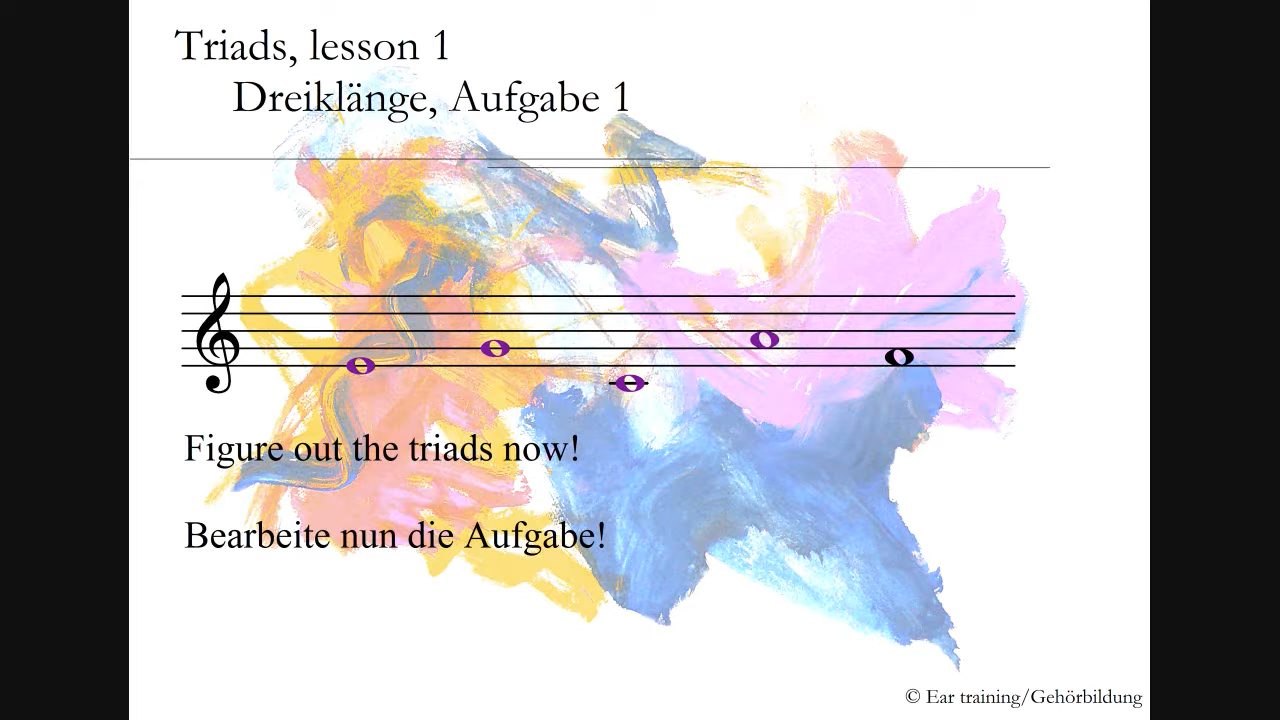 Triads, lesson 1
Dreiklänge, Aufgabe 1
Figure out the triads now!
Bearbeite nun die Aufgabe!
© Ear training/Gehörbildung